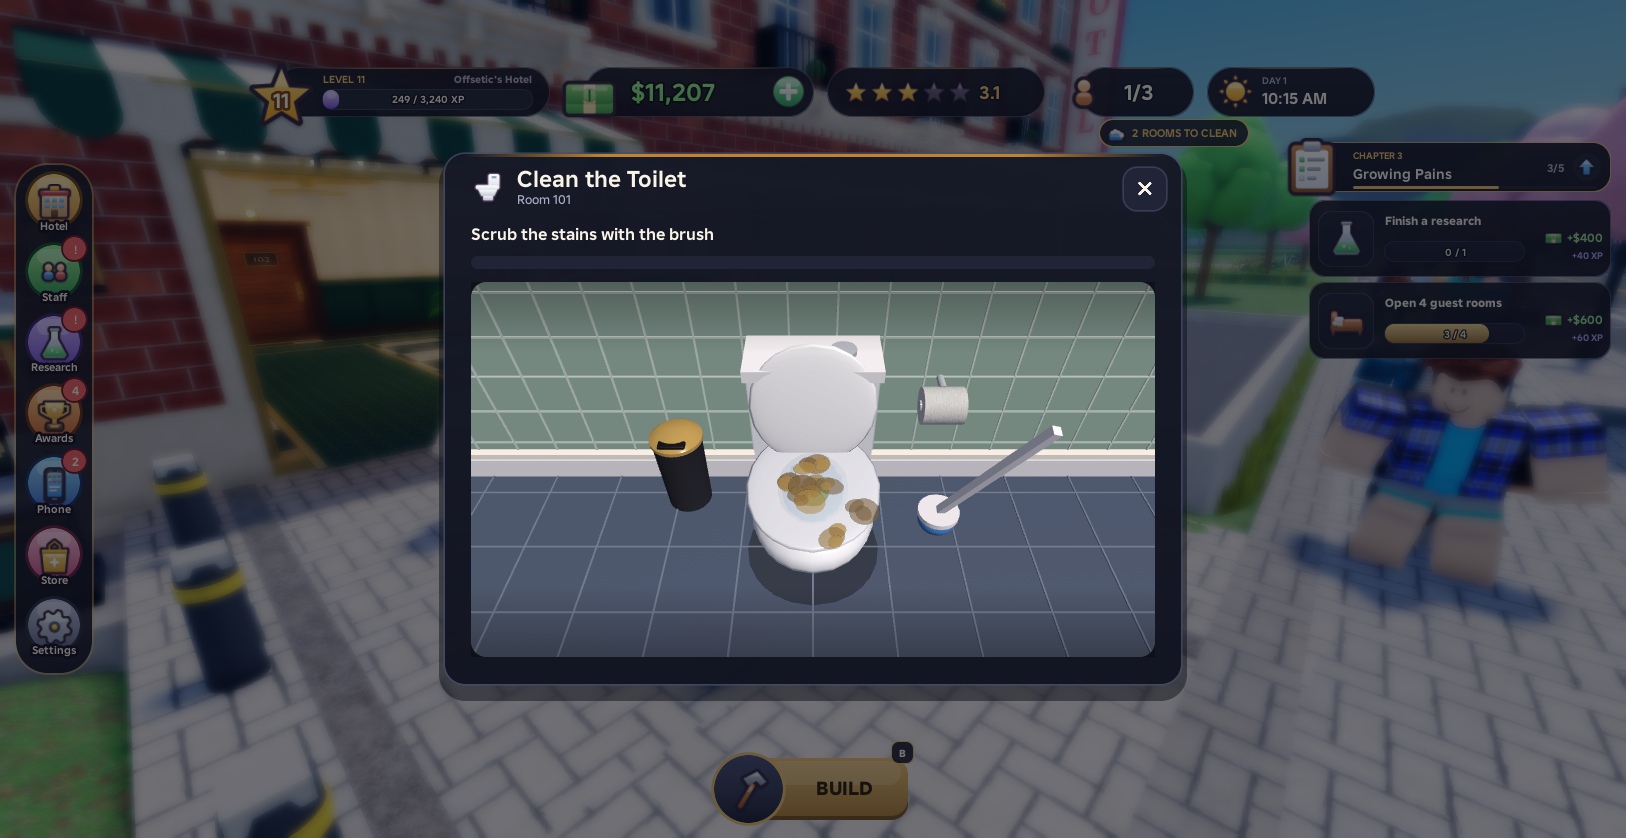 LEVEL 11
Offsetic's Hotel
11
249 / 3,240 XP
$11,207
3.1
1/3
DAY 1
10:15 AM
2 ROOMS TO CLEAN
CHAPTER 3
Growing Pains
3/5
Finish a research
0 / 1
+$400
+40 XP
Open 4 guest rooms
3 / 4
+$600
+60 XP
Hotel
!
Staff
!
Research
4
Awards
2
Phone
Store
Settings
Clean the Toilet
Room 101
Scrub the stains with the brush
103
O
T
E
L
B
BUILD